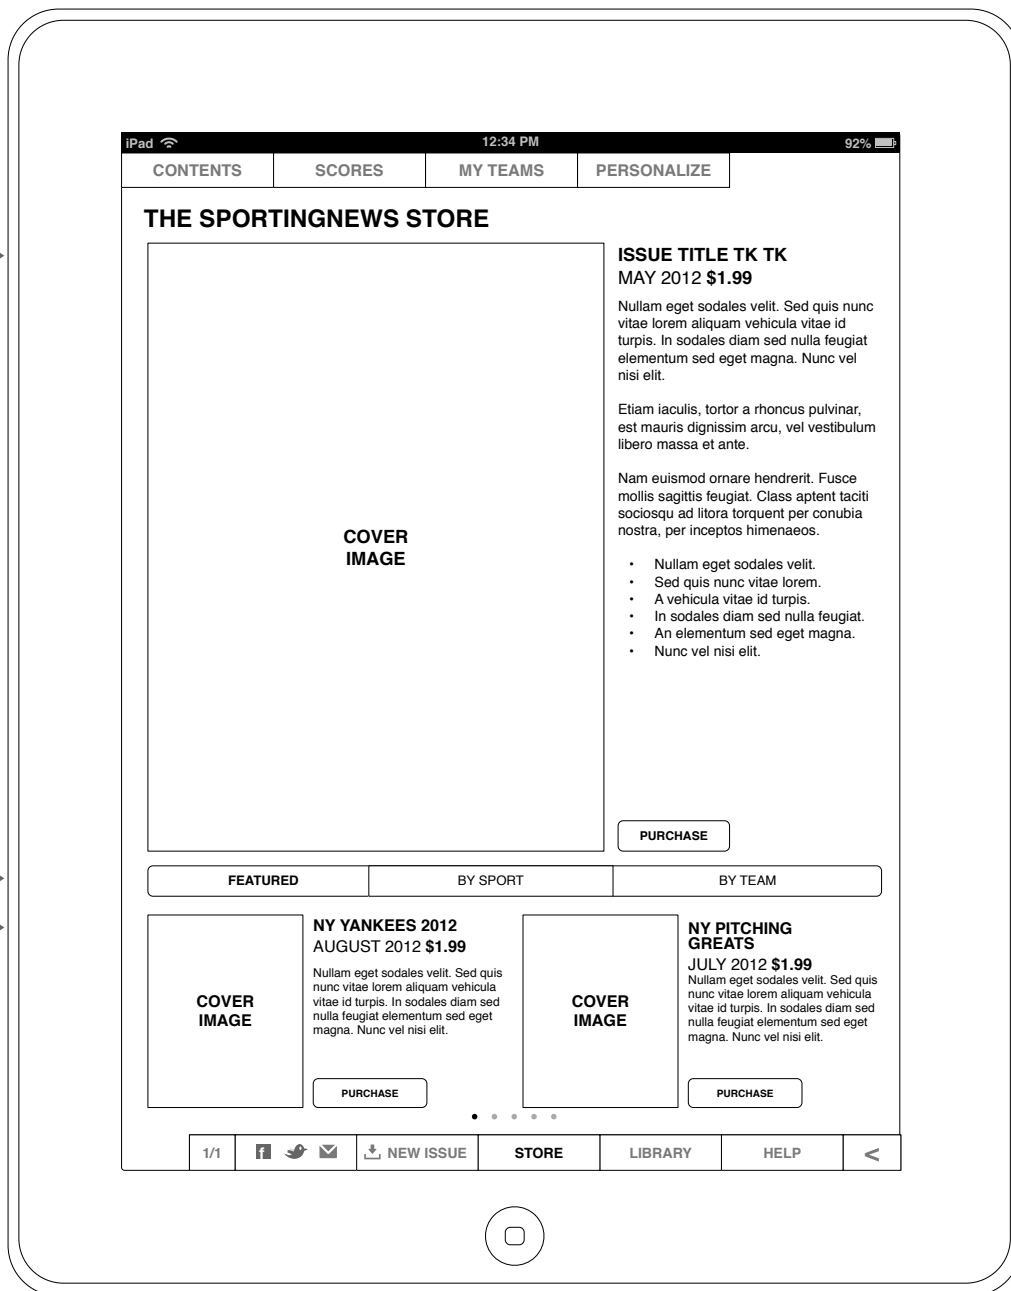 iPad 12:34 PM 92%
CONTENTS SCORES MY TEAMS PERSONALIZE
THE SPORTINGNEWS STORE
COVER
IMAGE
ISSUE TITLE TK TK
MAY 2012 $1.99
Nullam eget sodales velit. Sed quis nunc
vitae lorem aliquam vehicula vitae id
turpis. In sodales diam sed nulla feugiat
elementum sed eget magna. Nunc vel
nisi elit.
Etiam iaculis, tortor a rhoncus pulvinar,
est mauris dignissim arcu, vel vestibulum
libero massa et ante.
Nam euismod ornare hendrerit. Fusce
mollis sagittis feugiat. Class aptent taciti
sociosqu ad litora torquent per conubia
nostra, per inceptos himenaeos.
• Nullam eget sodales velit.
• Sed quis nunc vitae lorem.
• A vehicula vitae id turpis.
• In sodales diam sed nulla feugiat.
• An elementum sed eget magna.
• Nunc vel nisi elit.
PURCHASE
FEATURED BY SPORT BY TEAM
COVER
IMAGE
NY YANKEES 2012
AUGUST 2012 $1.99
Nullam eget sodales velit. Sed quis
nunc vitae lorem aliquam vehicula
vitae id turpis. In sodales diam sed
nulla feugiat elementum sed eget
magna. Nunc vel nisi elit.
PURCHASE
COVER
IMAGE
NY PITCHING
GREATS
JULY 2012 $1.99
Nullam eget sodales velit. Sed quis
nunc vitae lorem aliquam vehicula
vitae id turpis. In sodales diam sed
nulla feugiat elementum sed eget
magna. Nunc vel nisi elit.
PURCHASE
1/1 f NEW ISSUE STORE LIBRARY HELP <